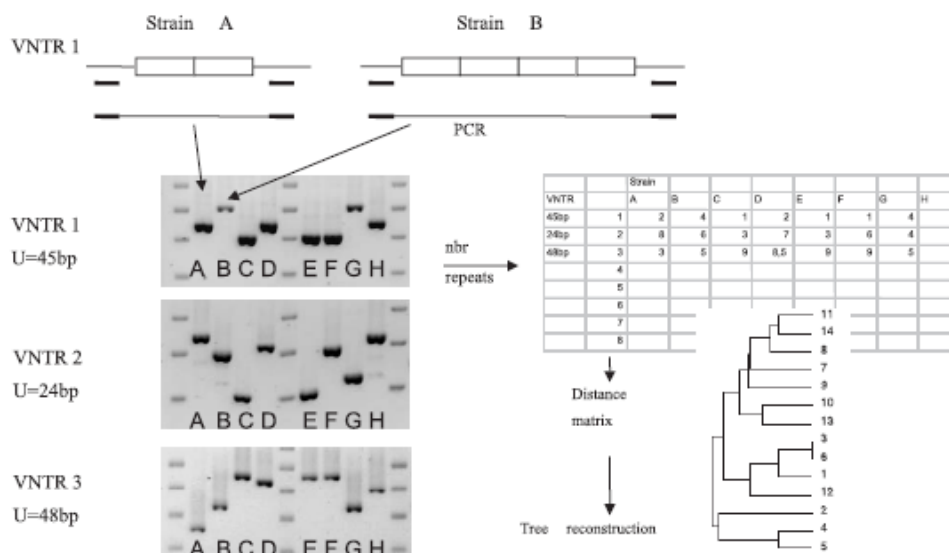 Strain A
Strain B
VNTR 1
PCR
VNTR 1
U=45bp
A B C D E F G H
VNTR 2
U=24bp
A B C D E F G H
VNTR 3
U=48bp
A B C D E F G H
nbr
repeats
Strain
VNTR A B C D E F G H
45bp 1 2 4 1 2 1 1 4
24bp 2 8 6 3 7 3 6 4
48bp 3 3 5 9 8,5 9 9 5
4
5
6
7
8
Distance
matrix
Tree reconstruction
11
14
8
7
9
10
13
3
6
1
12
2
4
5